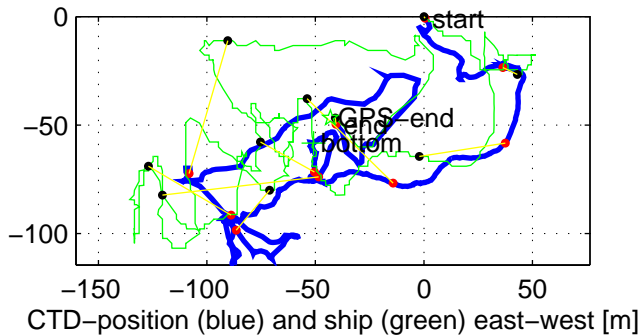 0
start
GPS−end
−50
end
bottom
−100
−150 −100 −50 0 50
CTD−position (blue) and ship (green) east−west [m]